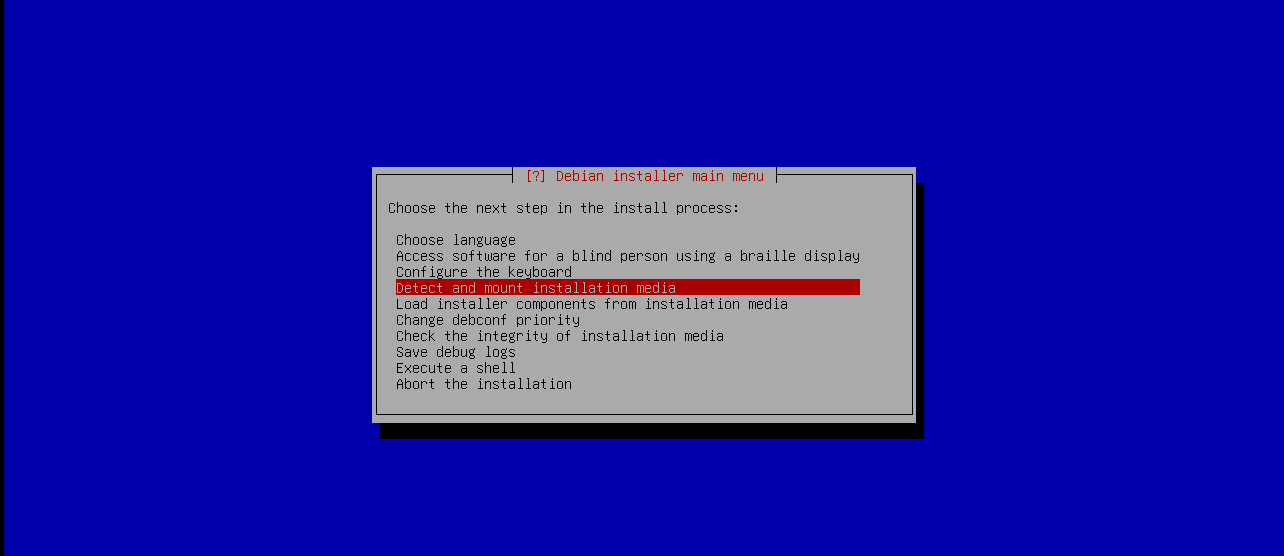 [?] Debian installer main menu
Choose the next step in the install process:
Choose language
Access software for a blind person using a braille display
Configure the keyboard
Detect and mount installation media
Load installer components from installation media
Change debconf priority
Check the integrity of installation media
Save debug logs
Execute a shell
Abort the installation